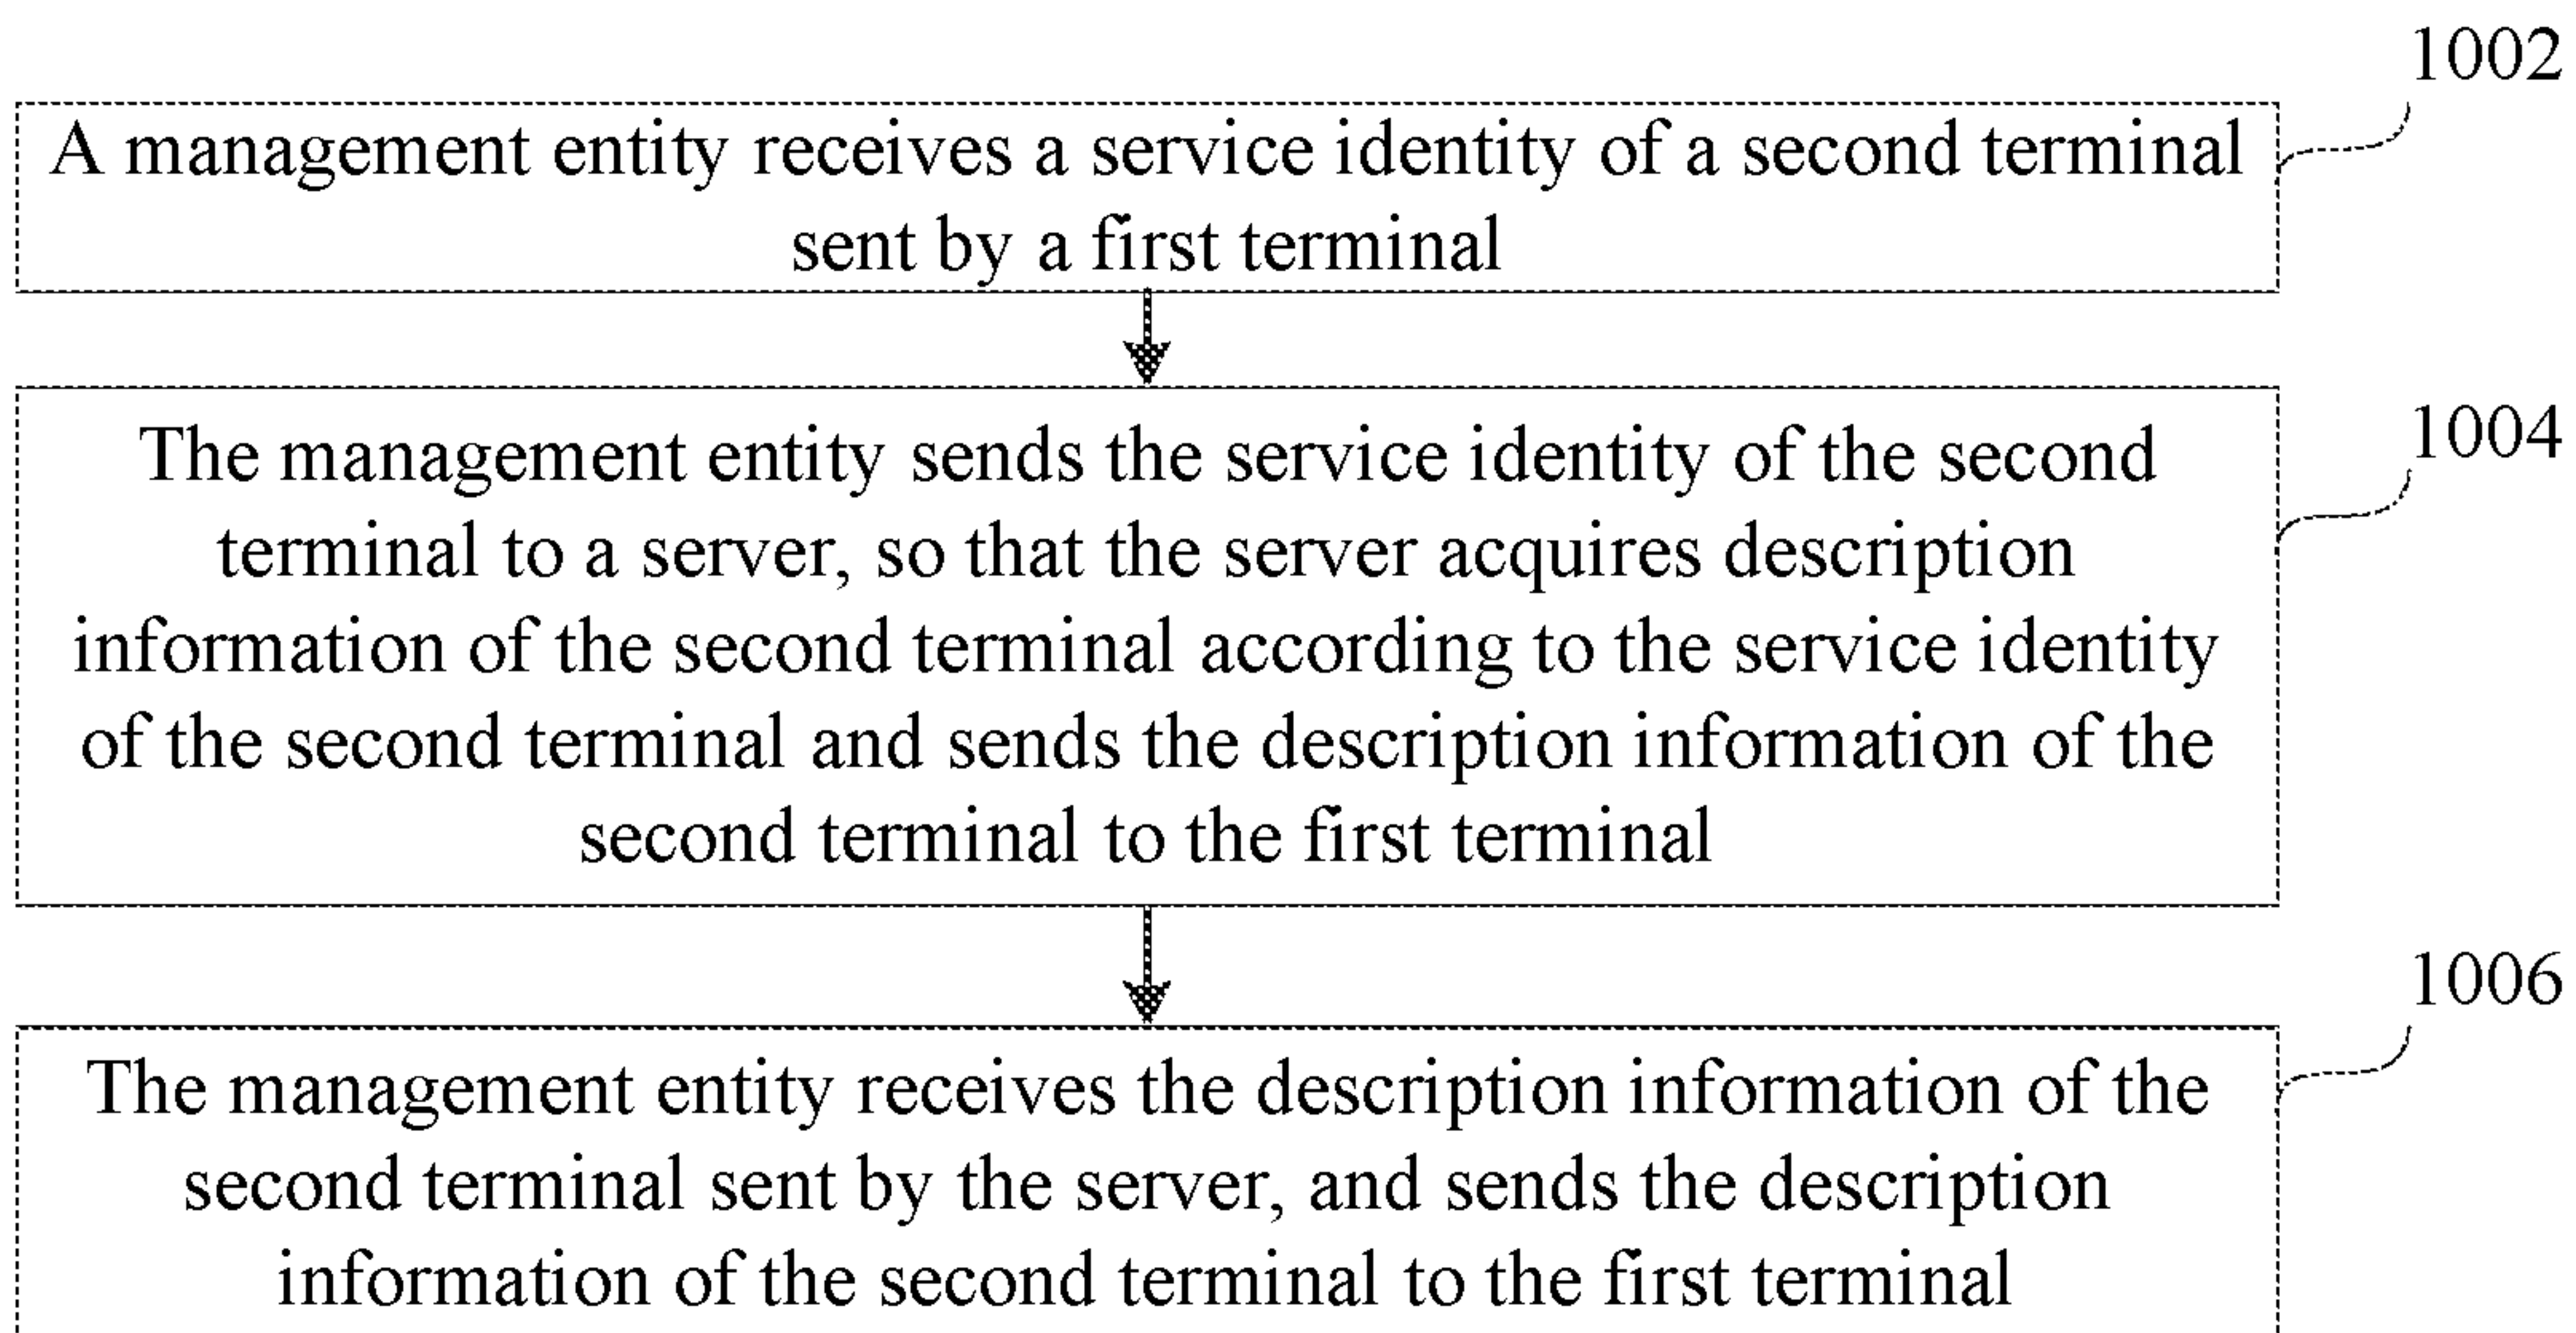 1002
A management entity receives a service identity of a second terminal
sent by a first terminal
1004
The management entity sends the service identity of the second
terminal to a server, so that the server acquires description
information of the second terminal according to the service identity
of the second terminal and sends the description information of the
second terminal to the first terminal
1006
The management entity receives the description information of the
second terminal sent by the server, and sends the description
information of the second terminal to the first terminal